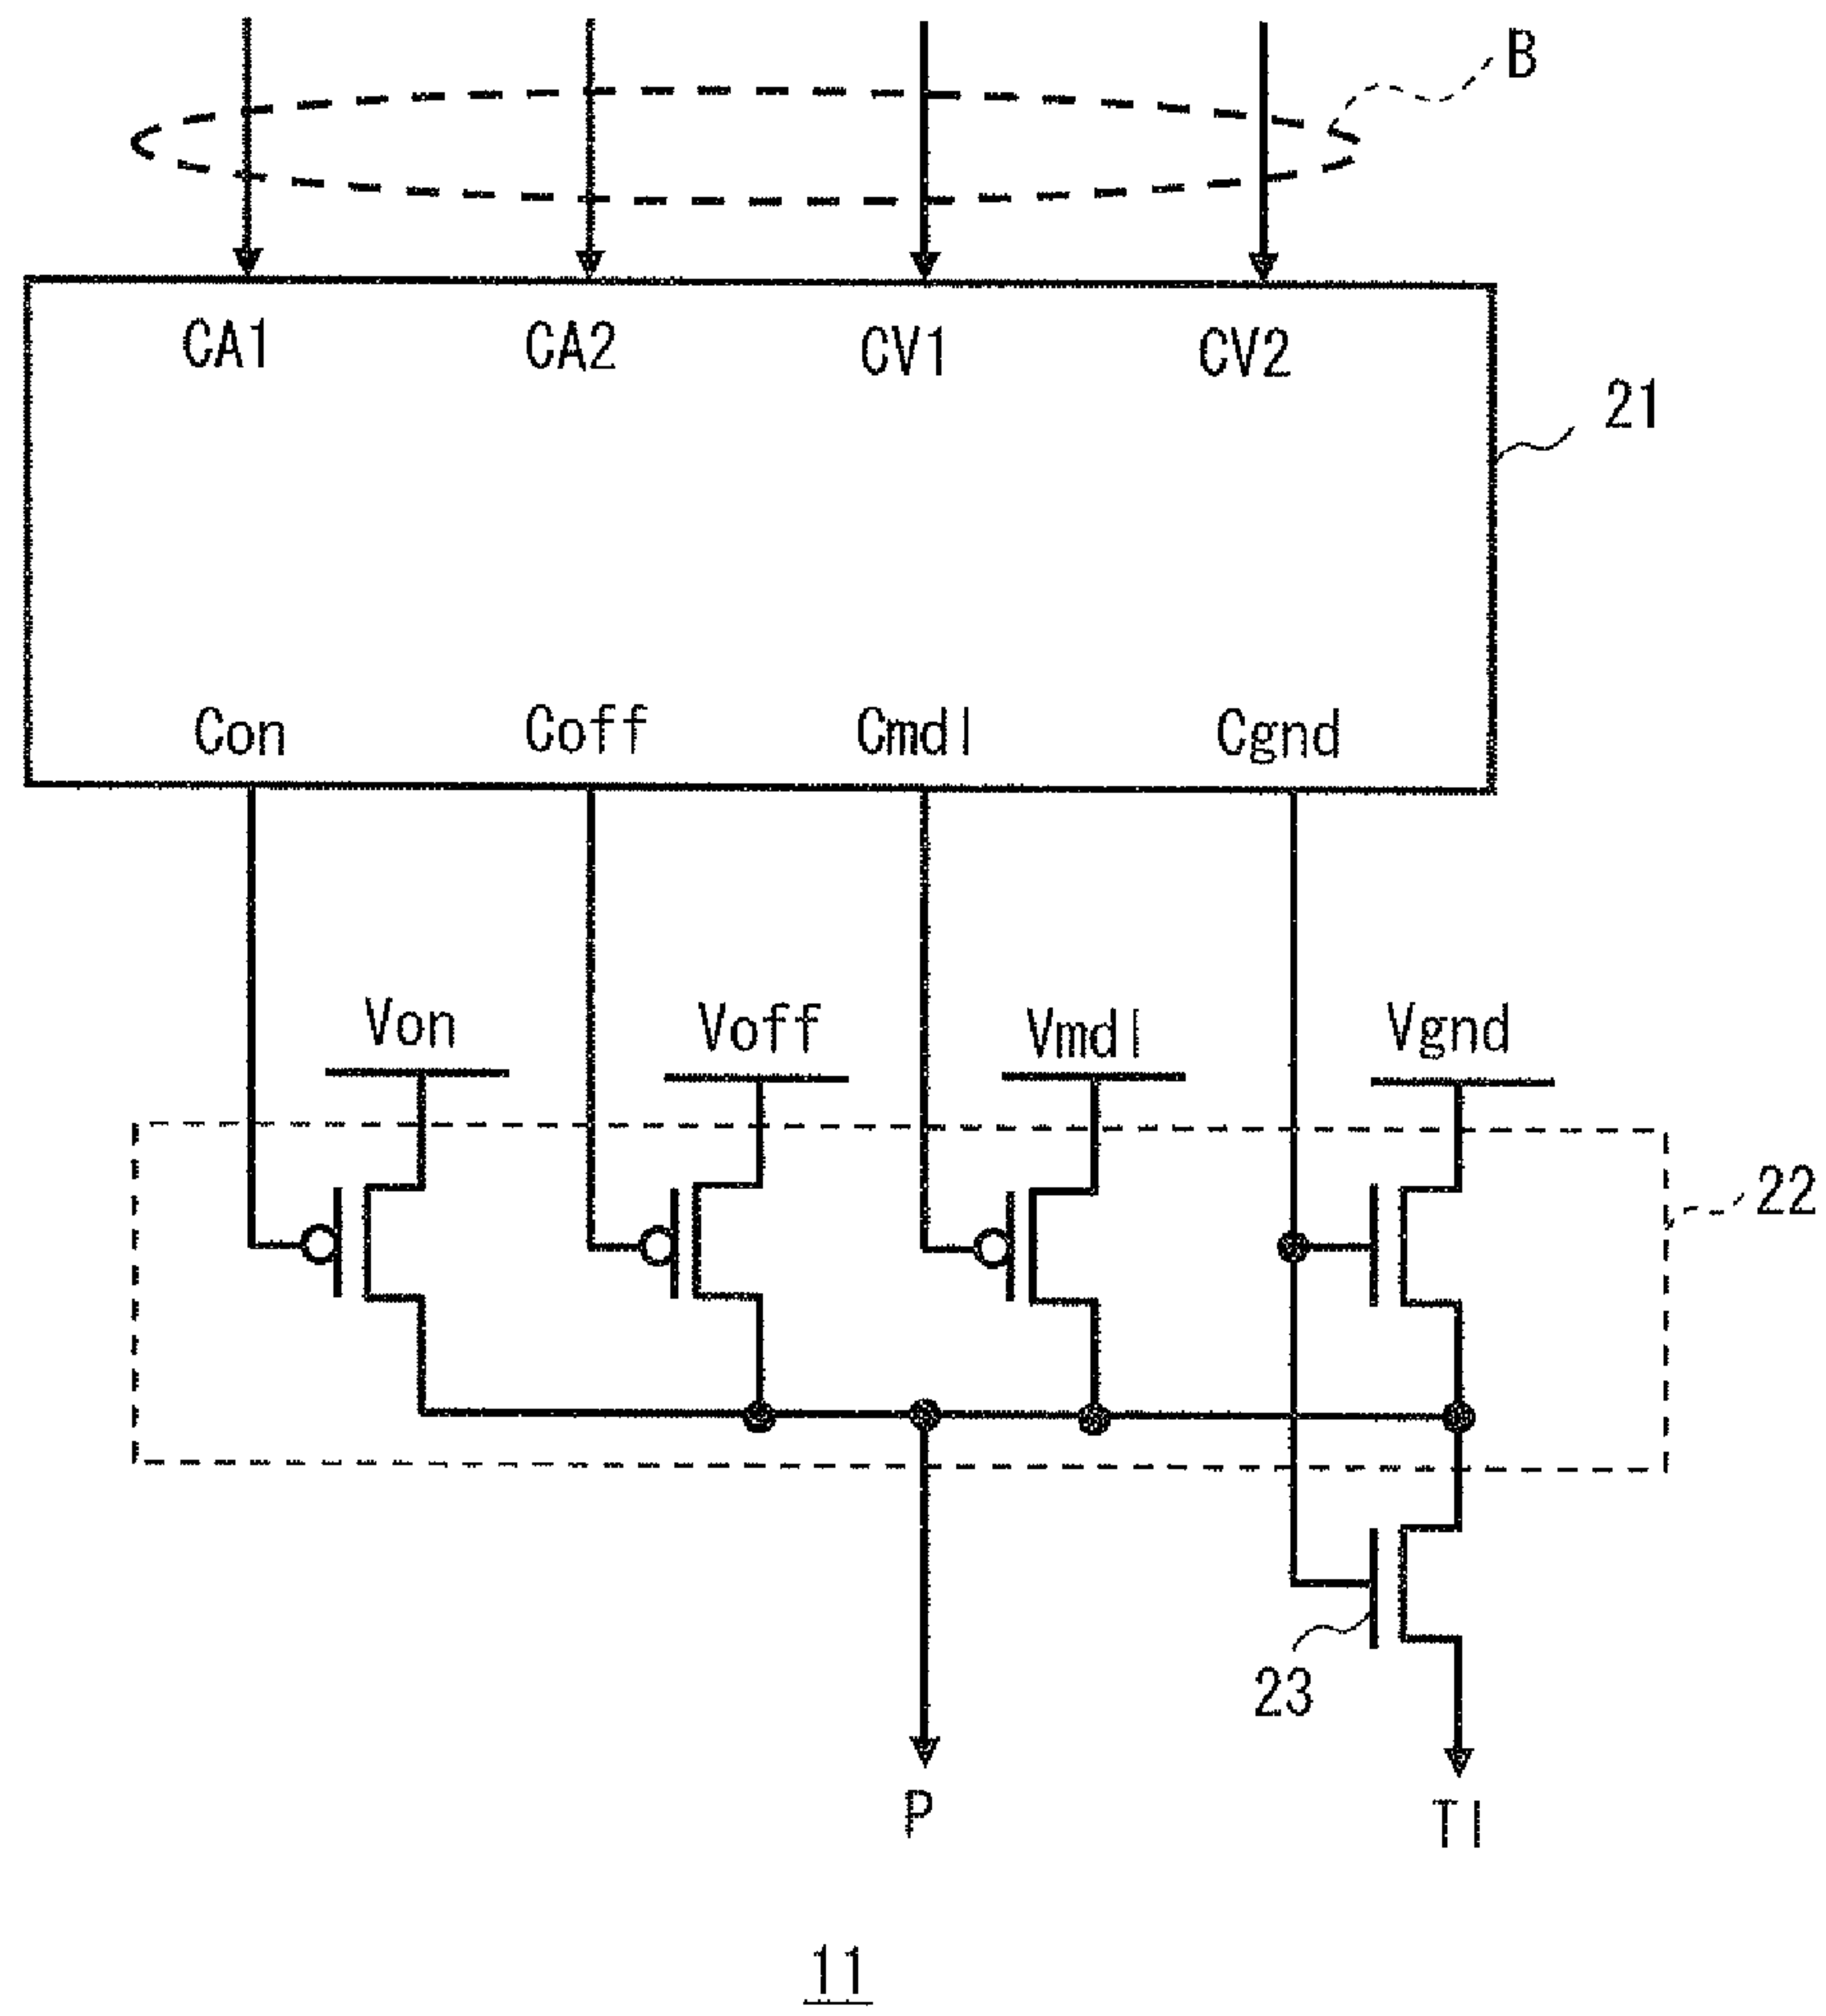 B
CA1 CA2 CV1 CV2
21
Con Coff Cmdl Cgnd
Von Voff Vmdl Vgnd
22
23
P TI
11